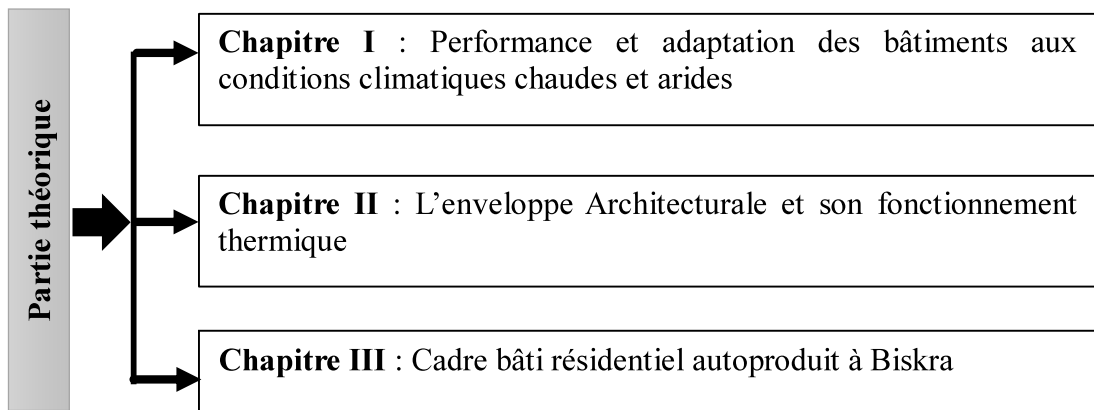 Partie théorique
Chapitre I : Performance et adaptation des bâtiments aux
conditions climatiques chaudes et arides
Chapitre II : L’enveloppe Architecturale et son fonctionnement
thermique
Chapitre III : Cadre bâti résidentiel autoproduit à Biskra